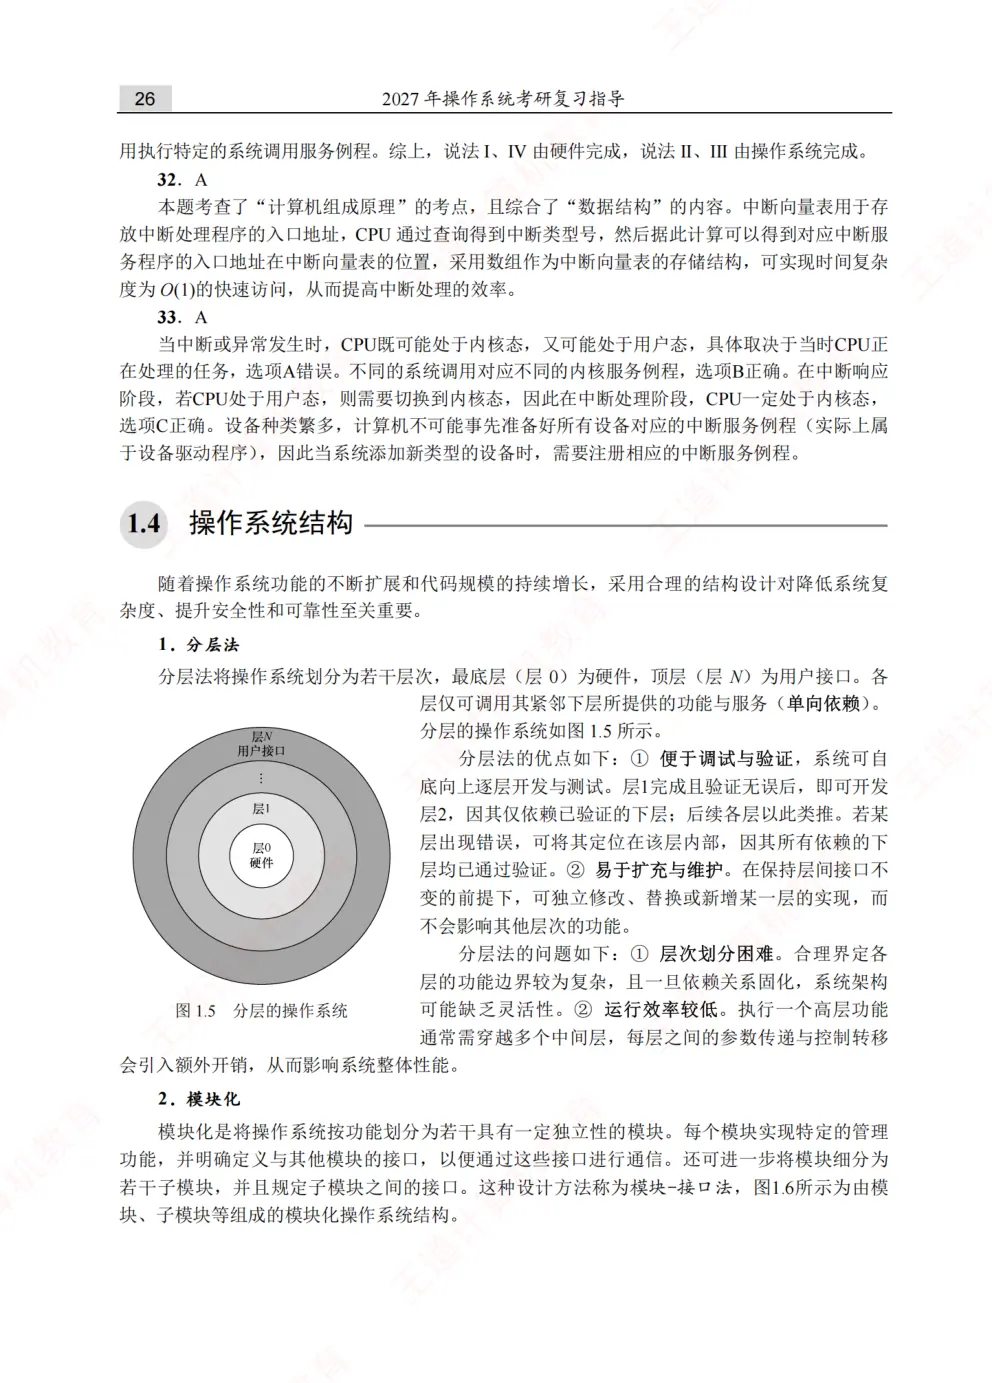 26
2027 年操作系统考研复习指导
用执行特定的系统调用服务例程。综上，说法 I、IV 由硬件完成，说法 II、III 由操作系统完成。
32．A
本题考查了“计算机组成原理”的考点，且综合了“数据结构”的内容。中断向量表用于存
放中断处理程序的入口地址，CPU 通过查询得到中断类型号，然后据此计算可以得到对应中断服
务程序的入口地址在中断向量表的位置，采用数组作为中断向量表的存储结构，可实现时间复杂
度为 O(1)的快速访问，从而提高中断处理的效率。
33．A
当中断或异常发生时，CPU既可能处于内核态，又可能处于用户态，具体取决于当时CPU正
在处理的任务，选项A错误。不同的系统调用对应不同的内核服务例程，选项B正确。在中断响应
阶段，若CPU处于用户态，则需要切换到内核态，因此在中断处理阶段，CPU一定处于内核态，
选项C正确。设备种类繁多，计算机不可能事先准备好所有设备对应的中断服务例程（实际上属
于设备驱动程序），因此当系统添加新类型的设备时，需要注册相应的中断服务例程。
1.4 操作系统结构
随着操作系统功能的不断扩展和代码规模的持续增长，采用合理的结构设计对降低系统复
杂度、提升安全性和可靠性至关重要。
1．分层法
分层法将操作系统划分为若干层次，最底层（层 0）为硬件，顶层（层 N）为用户接口。各
层仅可调用其紧邻下层所提供的功能与服务（单向依赖）。
分层的操作系统如图 1.5 所示。
分层法的优点如下：① 便于调试与验证，系统可自
底向上逐层开发与测试。层1完成且验证无误后，即可开发
层2，因其仅依赖已验证的下层；后续各层以此类推。若某
层出现错误，可将其定位在该层内部，因其所有依赖的下
层均已通过验证。② 易于扩充与维护。在保持层间接口不
变的前提下，可独立修改、替换或新增某一层的实现，而
不会影响其他层次的功能。
分层法的问题如下：① 层次划分困难。合理界定各
层的功能边界较为复杂，且一旦依赖关系固化，系统架构
可能缺乏灵活性。② 运行效率较低。执行一个高层功能
通常需穿越多个中间层，每层之间的参数传递与控制转移
会引入额外开销，从而影响系统整体性能。
层N
用户接口
⋮
层1
层0
硬件
图 1.5 分层的操作系统
2．模块化
模块化是将操作系统按功能划分为若干具有一定独立性的模块。每个模块实现特定的管理
功能，并明确定义与其他模块的接口，以便通过这些接口进行通信。还可进一步将模块细分为
若干子模块，并且规定子模块之间的接口。这种设计方法称为模块-接口法，图1.6所示为由模
块、子模块等组成的模块化操作系统结构。